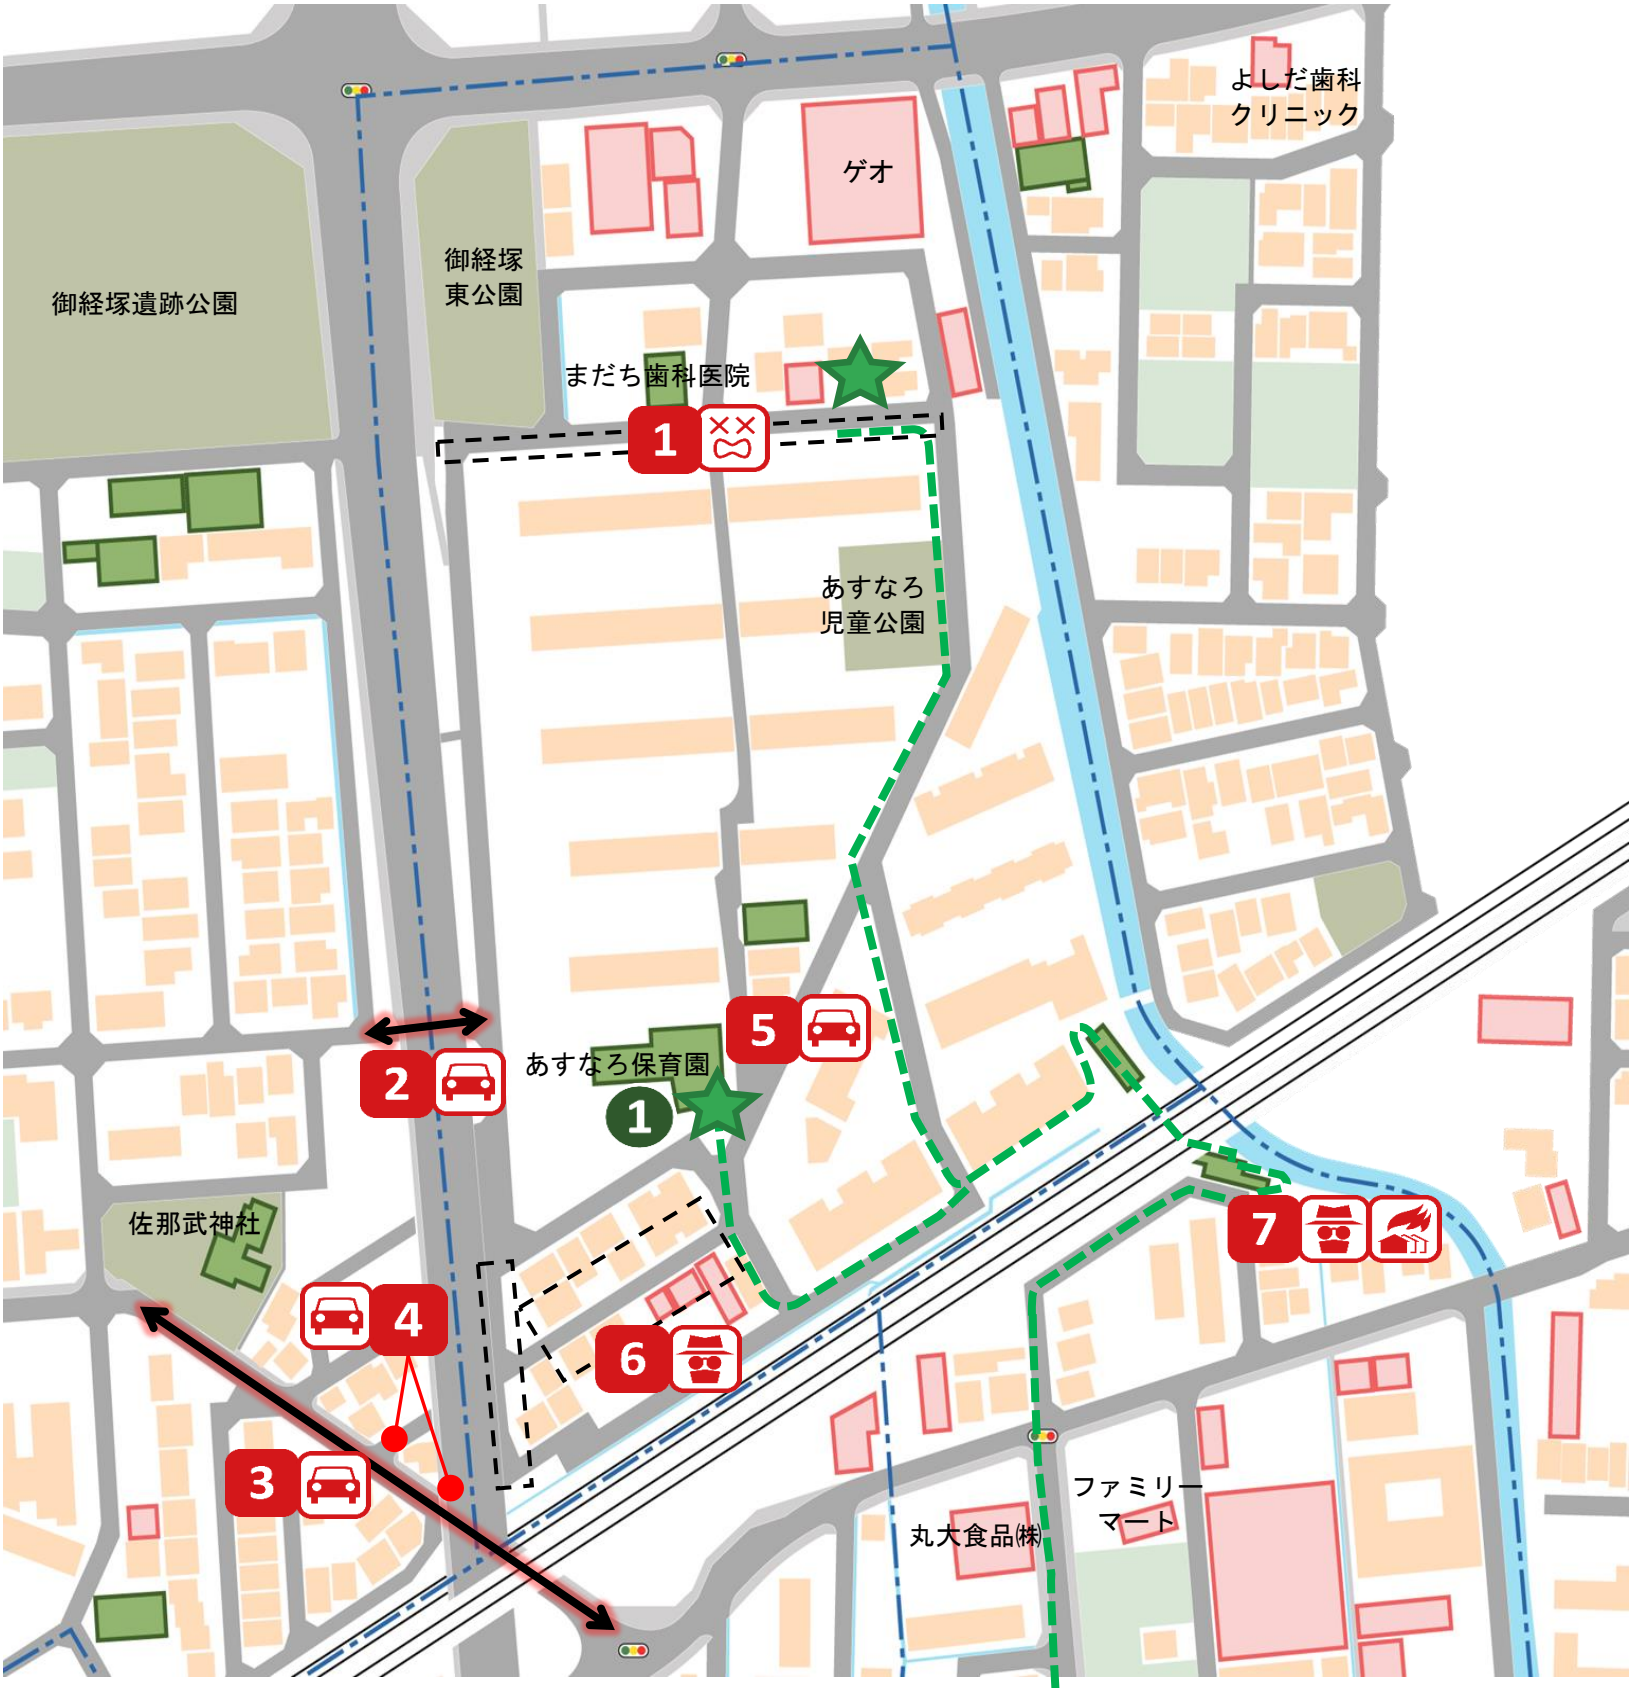 よしだ歯科
クリニック
ゲオ
御経塚
東公園
御経塚遺跡公園
まだち歯科医院
1
あすなろ
児童公園
5
あすなろ保育園
2
1
佐那武神社
7
4
6
3
ファミリー
マート
丸大食品㈱